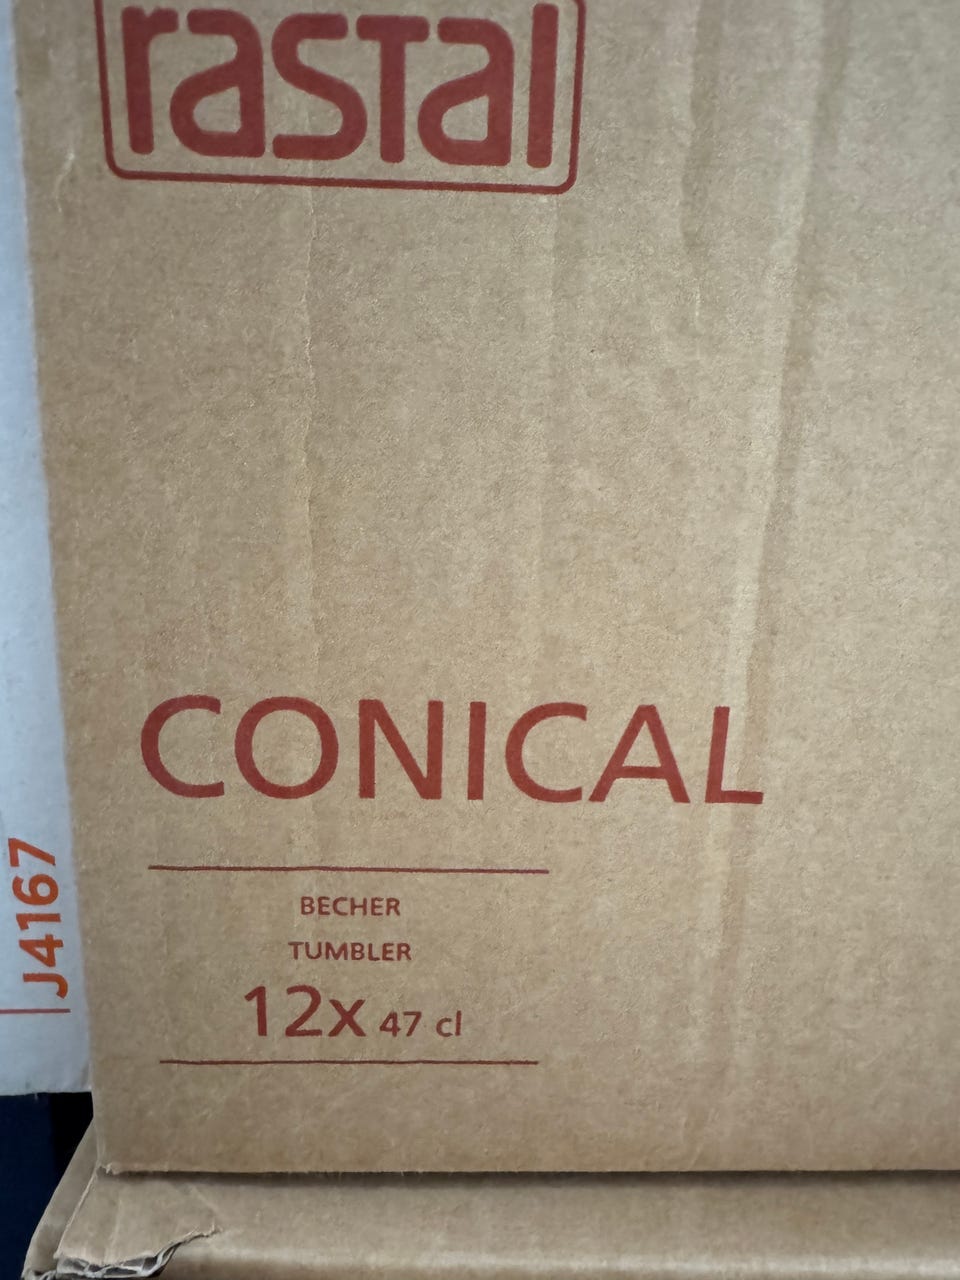 rastal
CONICAL
BECHER
TUMBLER
12x 47 cl
J4167